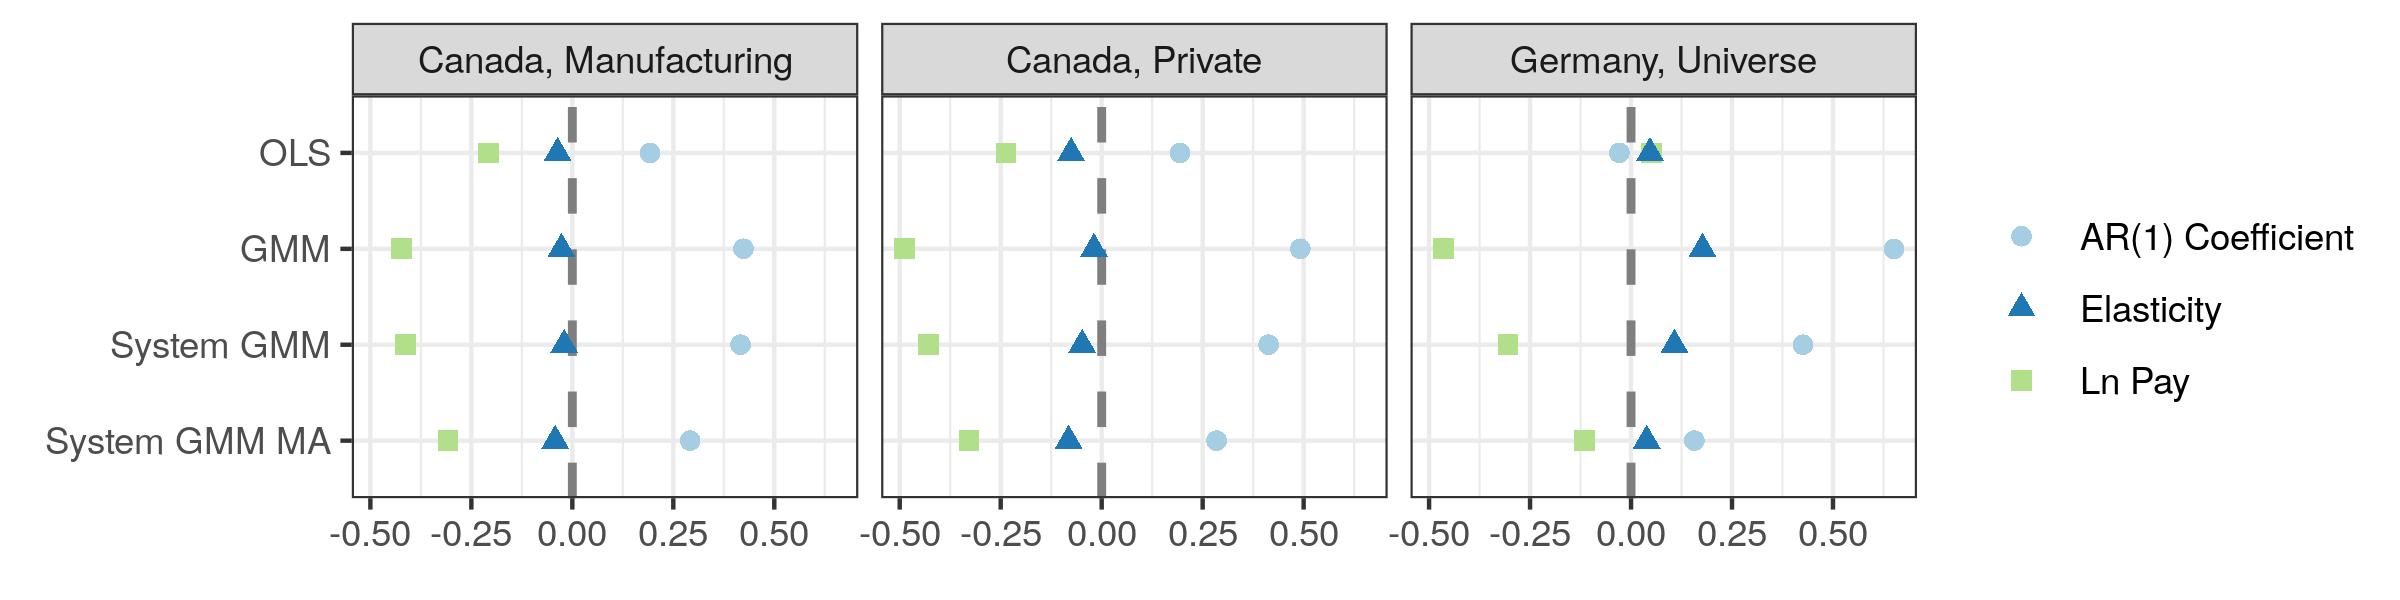 Canada, Manufacturing
Canada, Private
Germany, Universe
OLS
GMM
System GMM
System GMM MA
-0.50 -0.25 0.00 0.25 0.50
-0.50 -0.25 0.00 0.25 0.50
-0.50 -0.25 0.00 0.25 0.50
AR(1) Coefficient
Elasticity
Ln Pay